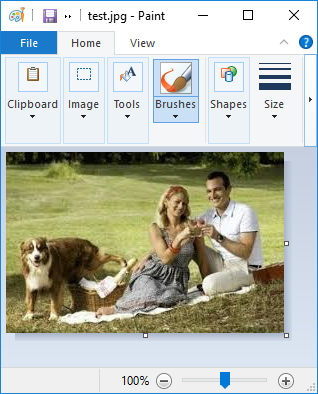 test.jpg - Paint
File Home View
Clipboard Image Tools Brushes Shapes Size
100%